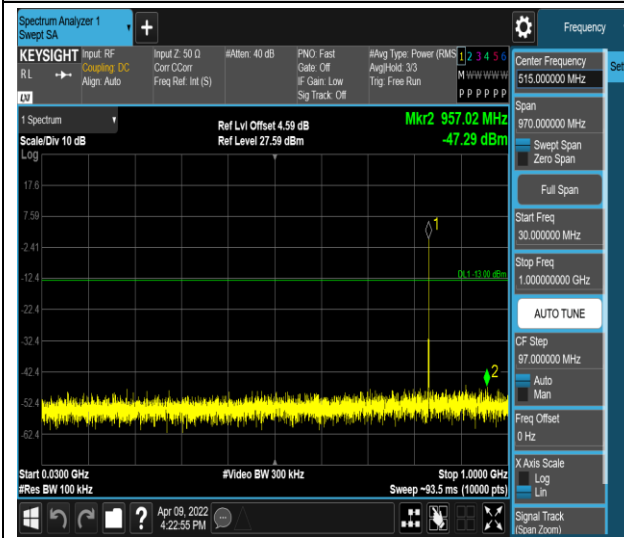 Spectrum Analyzer 1
Swept SA
Frequency
KEYSIGHT
RL
Input: RF
Coupling: DC
Align: Auto
Input Z: 50 Ω
Corr CCorr
Freq Ref: Int (S)
#Atten: 40 dB
PNO: Fast
Gate: Off
IF Gain: Low
Sig Track: Off
#Avg Type: Power (RMS
Avg|Hold: 3/3
Trig: Free Run
1 2 3 4 5 6
M W W W W W
P P P P P P
Set
1 Spectrum
Scale/Div 10 dB
Log
Ref Lvl Offset 4.59 dB
Ref Level 27.59 dBm
Mkr2 957.02 MHz
-47.29 dBm
17.6
7.59
-2.41
-12.4
-22.4
-32.4
-42.4
-52.4
-62.4
1
DL1 -13.00 dBm
2
Start 0.0300 GHz
#Res BW 100 kHz
#Video BW 300 kHz
Stop 1.0000 GHz
Sweep ~93.5 ms (10000 pts)
?
Apr 09, 2022
4:22:55 PM
Center Frequency
515.000000 MHz
Span
970.000000 MHz
Swept Span
Zero Span
Full Span
Start Freq
30.000000 MHz
Stop Freq
1.000000000 GHz
AUTO TUNE
CF Step
97.000000 MHz
Auto
Man
Freq Offset
0 Hz
X Axis Scale
Log
Lin
Signal Track
(Span Zoom)